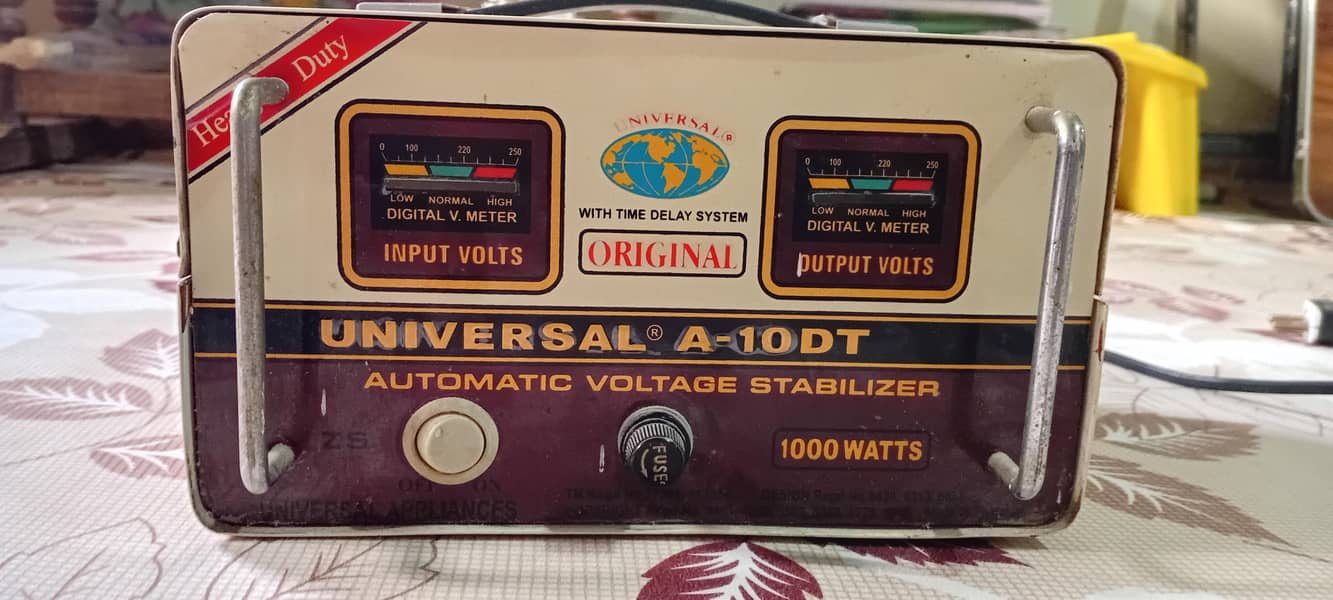 Heavy Duty
0 100 220 250
LOW NORMAL HIGH
DIGITAL V. METER
INPUT VOLTS
UNIVERSAL®
WITH TIME DELAY SYSTEM
ORIGINAL
0 100 220 250
LOW NORMAL HIGH
DIGITAL V. METER
OUTPUT VOLTS
UNIVERSAL® A-10DT
AUTOMATIC VOLTAGE STABILIZER
ZS
FUSE
1000 WATTS
OFF ON
UNIVERSAL APPLIANCES